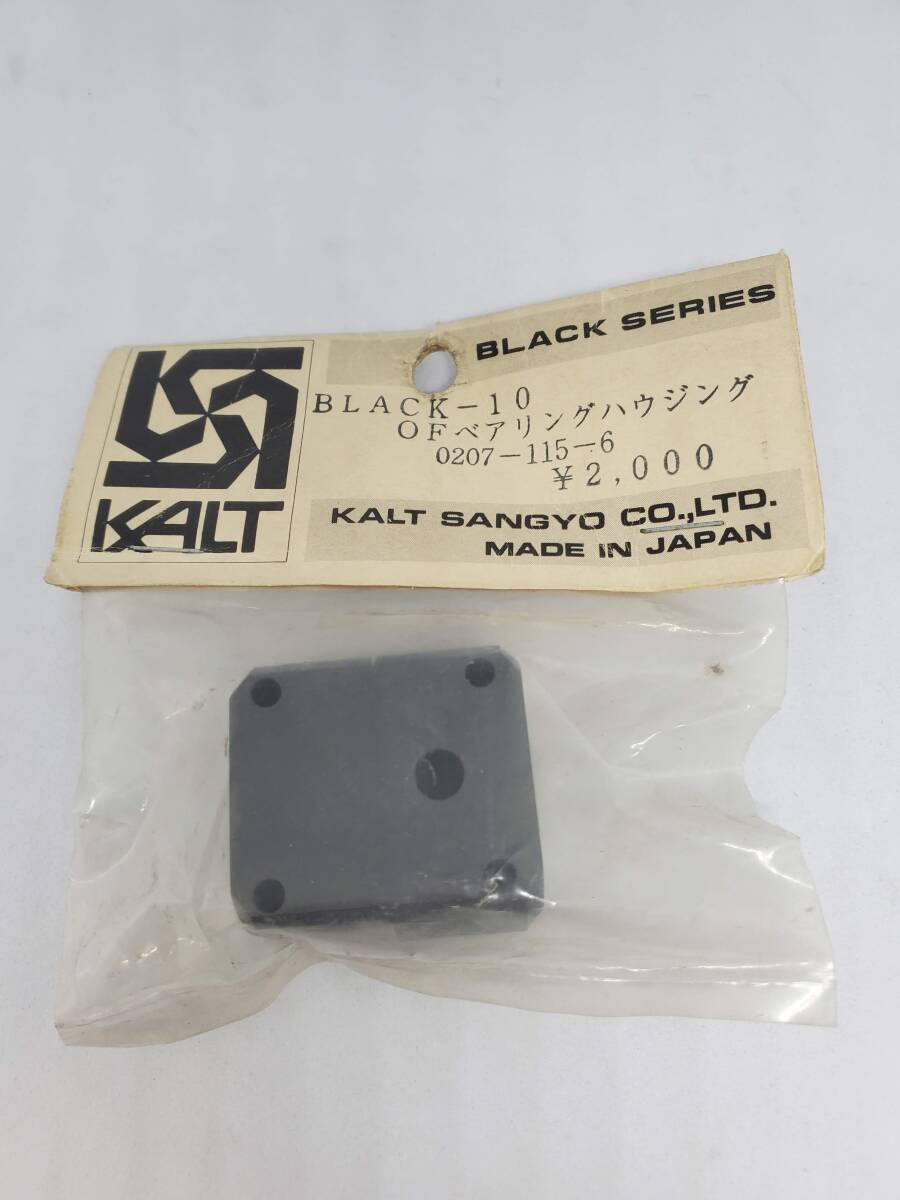 BLACK SERIES
BLACK-10
OFベアリングハウジング
0207-115-6
¥2,000
KALT
KALT SANGYO CO.,LTD.
MADE IN JAPAN